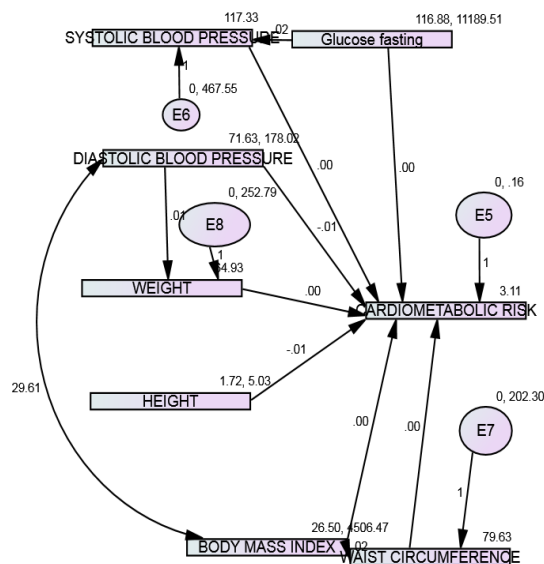 117.33
116.88, 11189.51
SYSTOLIC BLOOD PRESSURE
.02
Glucose fasting
1
0, 467.55
E6
71.63, 178.02
DIASTOLIC BLOOD PRESSURE
.00
.00
0, 252.79
0, .16
E8
E5
.01
-.01
1
1
64.93
WEIGHT
.00
3.11
CARDIOMETABOLIC RISK
1.72, 5.03
-.01
HEIGHT
29.61
0, 202.30
E7
.00
.00
1
26.50, 4506.47
79.63
BODY MASS INDEX
.02
WAIST CIRCUMFERENCE